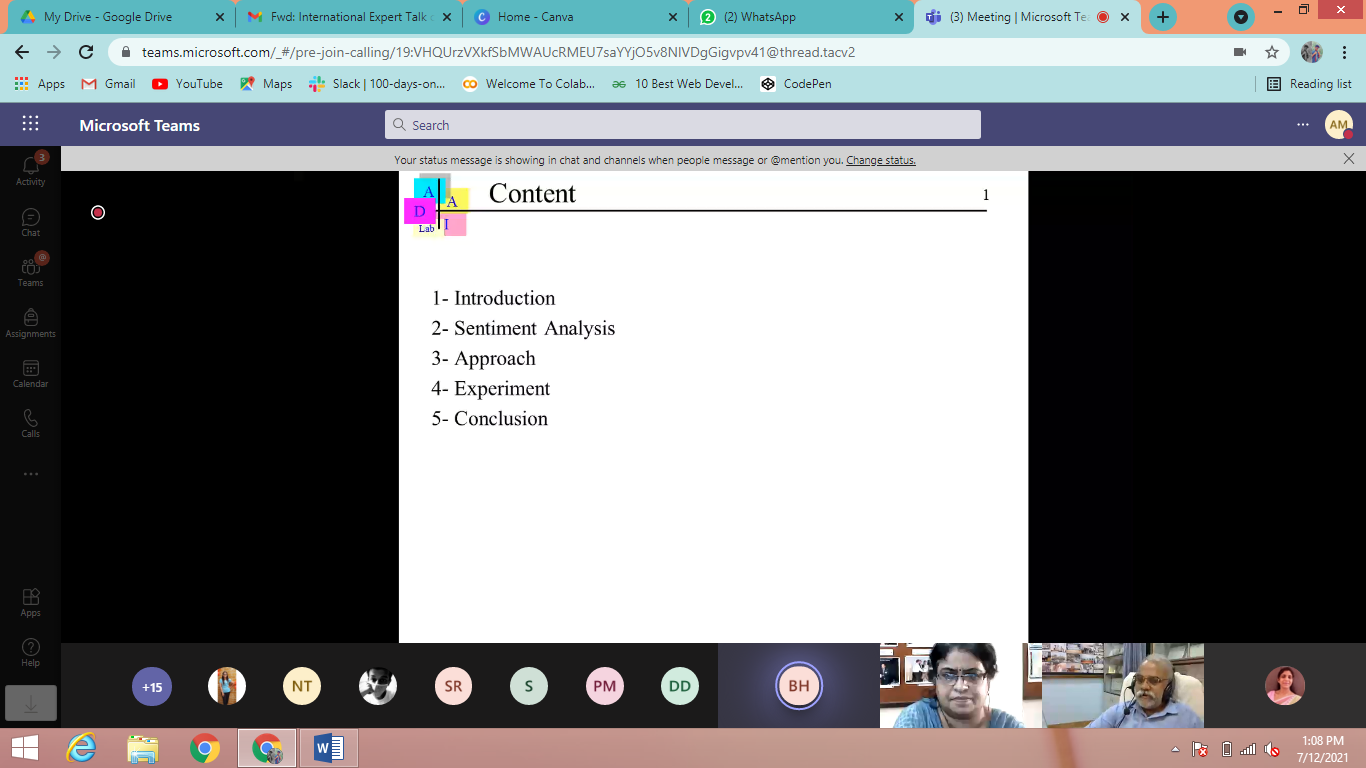 My Drive - Google Drive
Fwd: International Expert Talk
Home - Canva
(2) WhatsApp
(3) Meeting | Microsoft Te
teams.microsoft.com/_#/pre-join-calling/19:VHQUrzVXkfSbMWAUcRMEU7saYYjO5v8NIVDgGigvpv41@thread.tacv2
Apps
Gmail
YouTube
Maps
Slack | 100-days-on...
Welcome To Colab...
10 Best Web Devel...
CodePen
Reading list
Microsoft Teams
Search
AM
Your status message is showing in chat and channels when people message or @mention you. Change status.
3
Activity
Chat
@
Teams
Assignments
Calendar
Calls
Apps
Help
A
A
D
I
Lab
Content
1
1- Introduction
2- Sentiment Analysis
3- Approach
4- Experiment
5- Conclusion
+15
NT
SR
S
PM
DD
BH
1:08 PM
7/12/2021